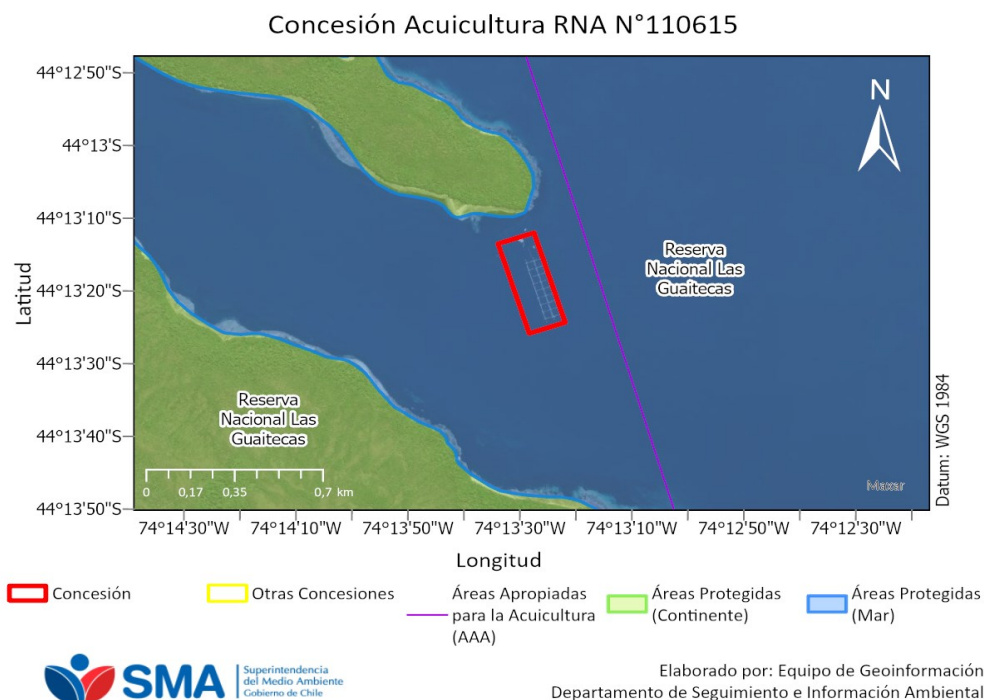 Concesión Acuicultura RNA N°110615
44°12'50"S
44°13'S
44°13'10"S
44°13'20"S
44°13'30"S
44°13'40"S
44°13'50"S
Latitud
N
Reserva
Nacional Las
Guaitecas
Reserva
Nacional Las
Guaitecas
0 0,17 0,35 0,7 km
Maxar
Datum: WGS 1984
74°14'30"W 74°14'10"W 74°13'50"W 74°13'30"W 74°13'10"W 74°12'50"W 74°12'30"W
Longitud
Concesión
Otras Concesiones
Áreas Apropiadas
para la Acuicultura
(AAA)
Áreas Protegidas
(Continente)
Áreas Protegidas
(Mar)
SMA
Superintendencia
del Medio Ambiente
Gobierno de Chile
Elaborado por: Equipo de Geoinformación
Departamento de Seguimiento e Información Ambiental